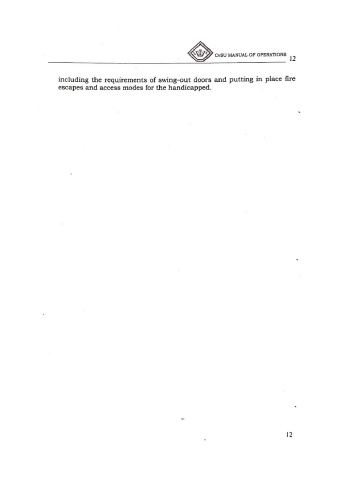 CvSU MANUAL OF OPERATIONS 12
including the requirements of swing-out doors and putting in place fire
escapes and access modes for the handicapped.
12